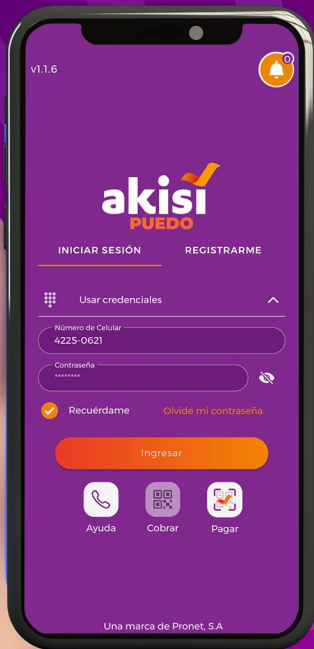 v1.1.6
0
akisí
PUEDO
INICIAR SESIÓN REGISTRARME
Usar credenciales
Número de Celular
4225-0621
Contraseña
********
Recuérdame Olvide mi contraseña
Ingresar
Ayuda Cobrar Pagar
Una marca de Pronet, S.A